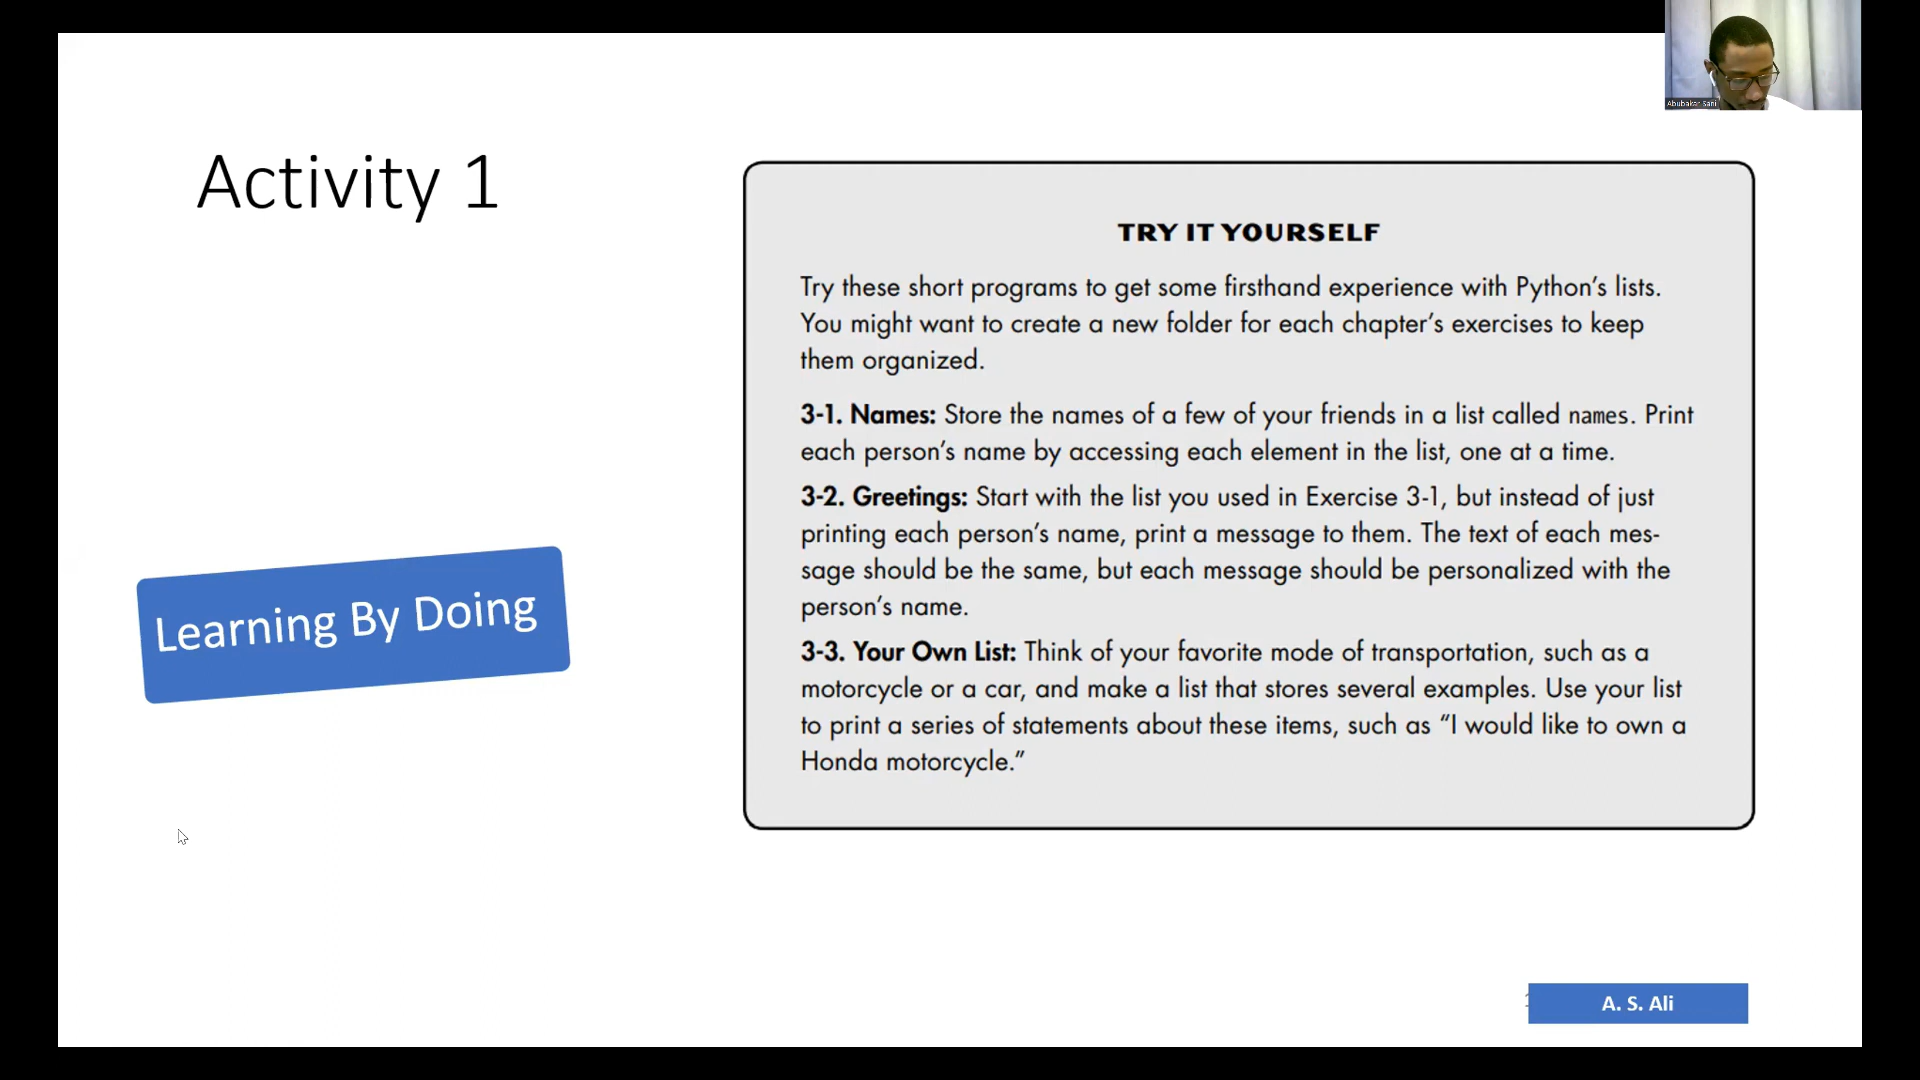 Abubakar Sani
Activity 1
TRY IT YOURSELF
Try these short programs to get some firsthand experience with Python’s lists.
You might want to create a new folder for each chapter’s exercises to keep
them organized.
3-1. Names: Store the names of a few of your friends in a list called names. Print
each person’s name by accessing each element in the list, one at a time.
3-2. Greetings: Start with the list you used in Exercise 3-1, but instead of just
printing each person’s name, print a message to them. The text of each mes-
sage should be the same, but each message should be personalized with the
person’s name.
3-3. Your Own List: Think of your favorite mode of transportation, such as a
motorcycle or a car, and make a list that stores several examples. Use your list
to print a series of statements about these items, such as “I would like to own a
Honda motorcycle.”
Learning By Doing
A. S. Ali